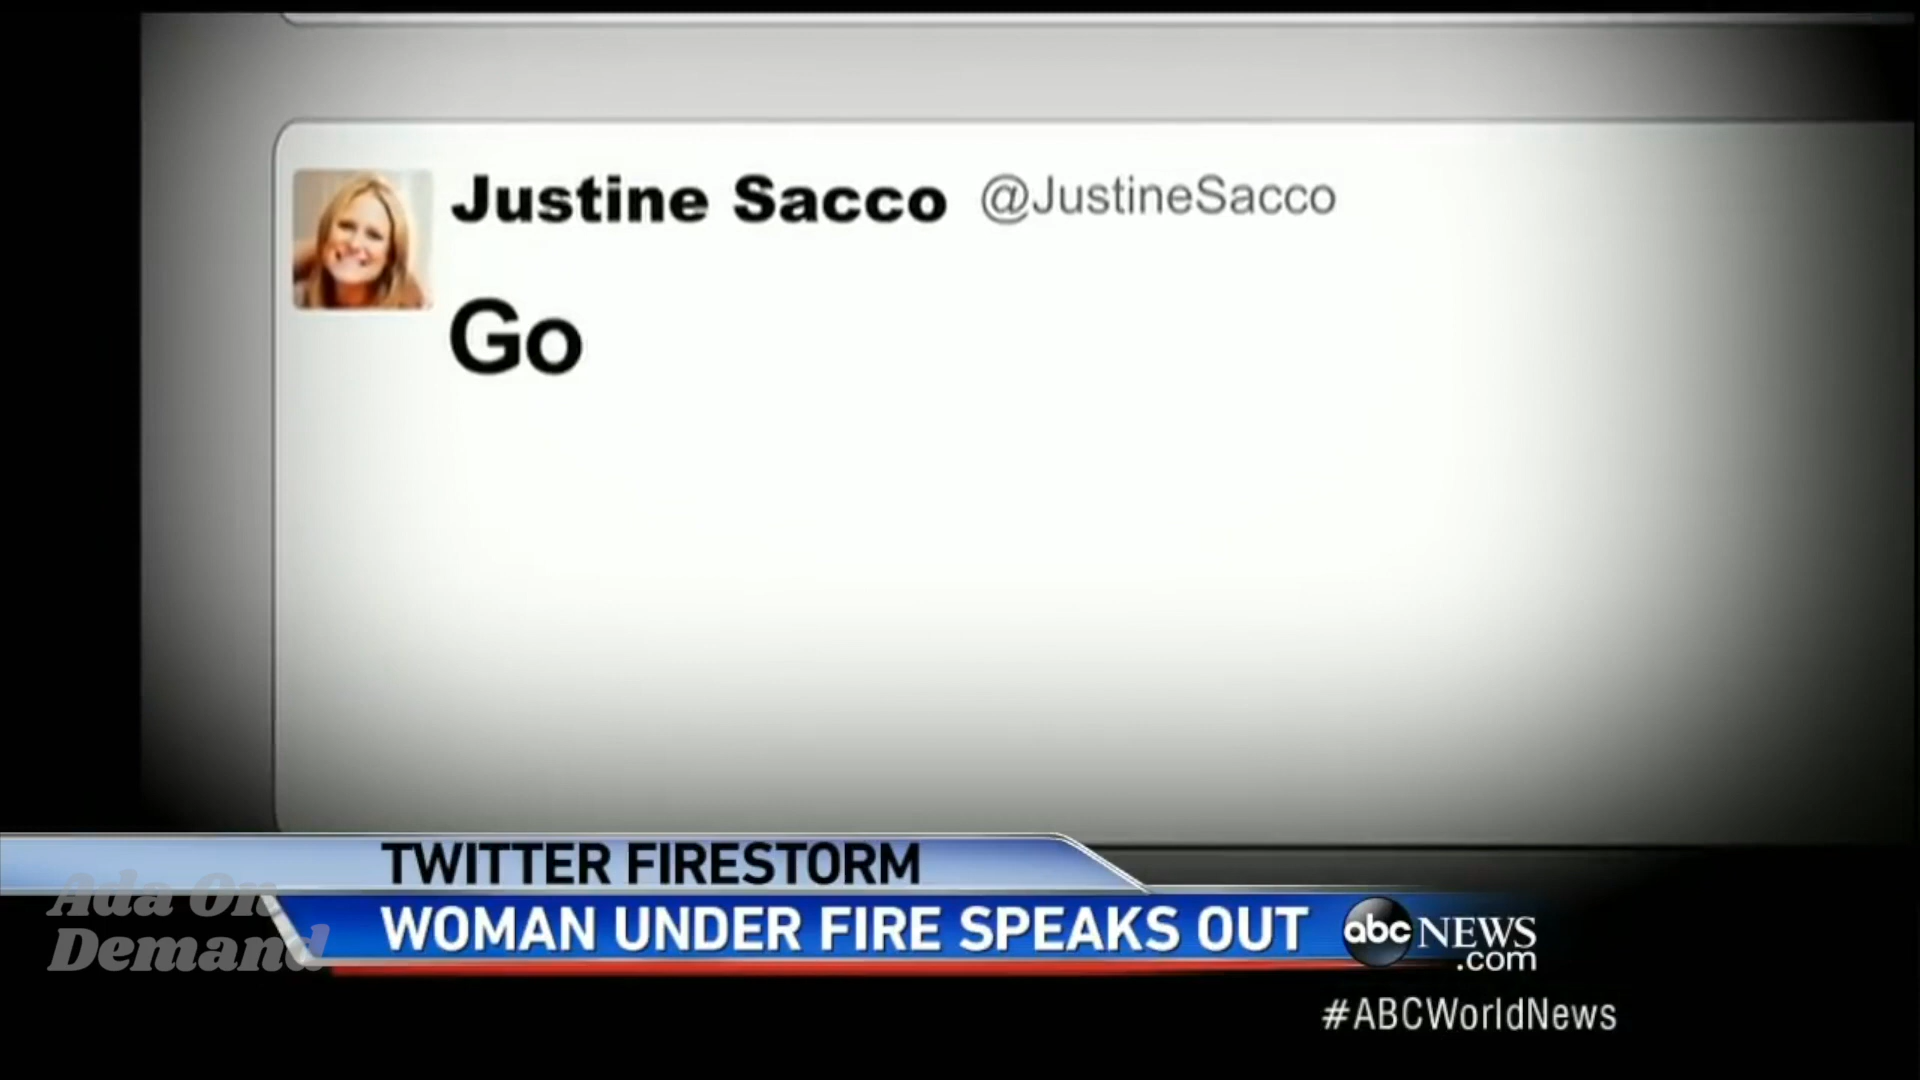 Justine Sacco @JustineSacco
Go
TWITTER FIRESTORM
WOMAN UNDER FIRE SPEAKS OUT abc NEWS
.com
Ada On
Demand
#ABCWorldNews